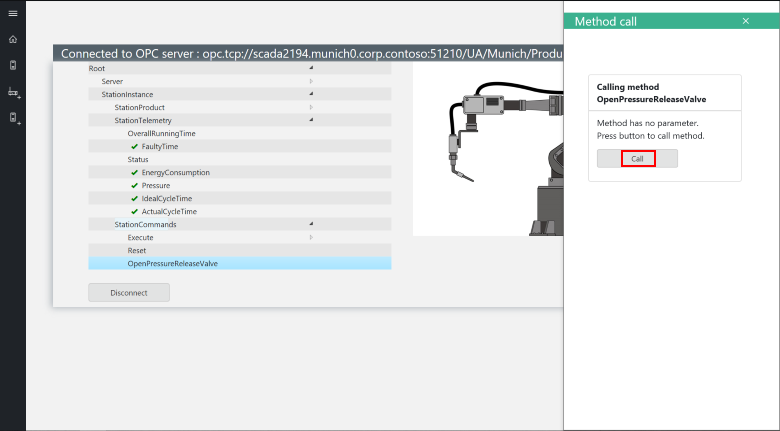 Method call
Connected to OPC server : opc.tcp://scada2194.munich0.corp.contoso:51210/UA/Munich/Produ
Root
Server
StationInstance
StationProduct
StationTelemetry
OverallRunningTime
FaultyTime
Status
EnergyConsumption
Pressure
IdealCycleTime
ActualCycleTime
StationCommands
Execute
Reset
OpenPressureReleaseValve
Disconnect
Calling method
OpenPressureReleaseValve
Method has no parameter.
Press button to call method.
Call